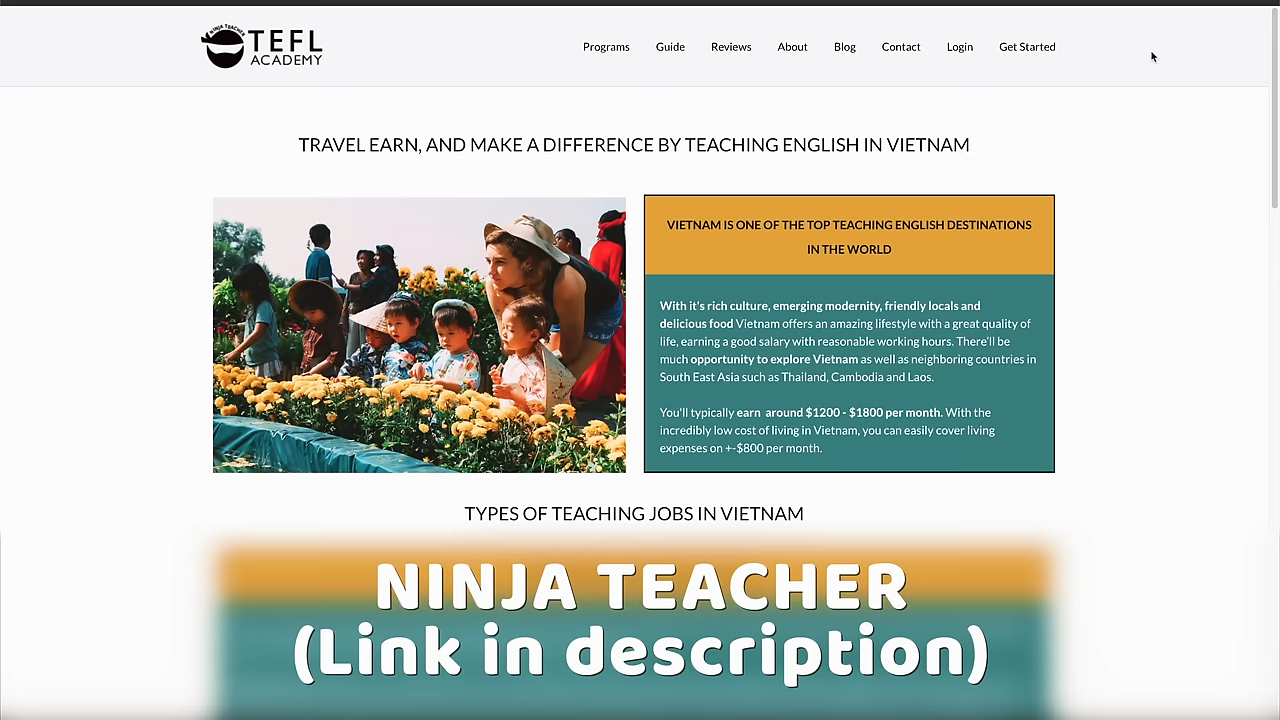 NINJA TEACHER
TEFL
ACADEMY
Programs
Guide
Reviews
About
Blog
Contact
Login
Get Started
TRAVEL EARN, AND MAKE A DIFFERENCE BY TEACHING ENGLISH IN VIETNAM
VIETNAM IS ONE OF THE TOP TEACHING ENGLISH DESTINATIONS
IN THE WORLD
With it's rich culture, emerging modernity, friendly locals and
delicious food Vietnam offers an amazing lifestyle with a great quality of
life, earning a good salary with reasonable working hours. There'll be
much opportunity to explore Vietnam as well as neighboring countries in
South East Asia such as Thailand, Cambodia and Laos.
You'll typically earn around $1200 - $1800 per month. With the
incredibly low cost of living in Vietnam, you can easily cover living
expenses on +-$800 per month.
TYPES OF TEACHING JOBS IN VIETNAM
NINJA TEACHER
(Link in description)